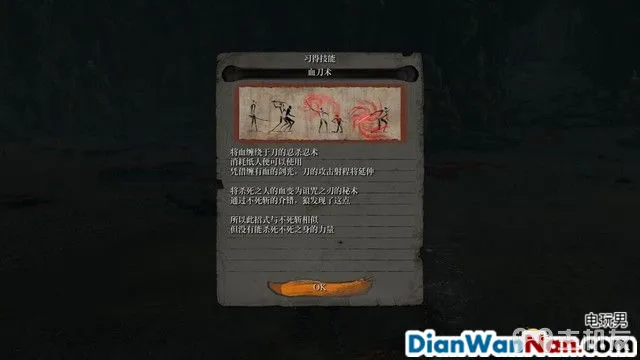 习得技能
血刀术
将血缠绕于刀的忍杀忍术
消耗纸人便可以使用
凭借缠有血的剑光，刀的攻击射程将延伸
将杀死之人的血变为诅咒之刃的秘术
通过不死斩的介错，狼发现了这点
所以此招式与不死斩相似
但没有能杀死不死之身的力量
OK
电玩男
DianWanNan.com